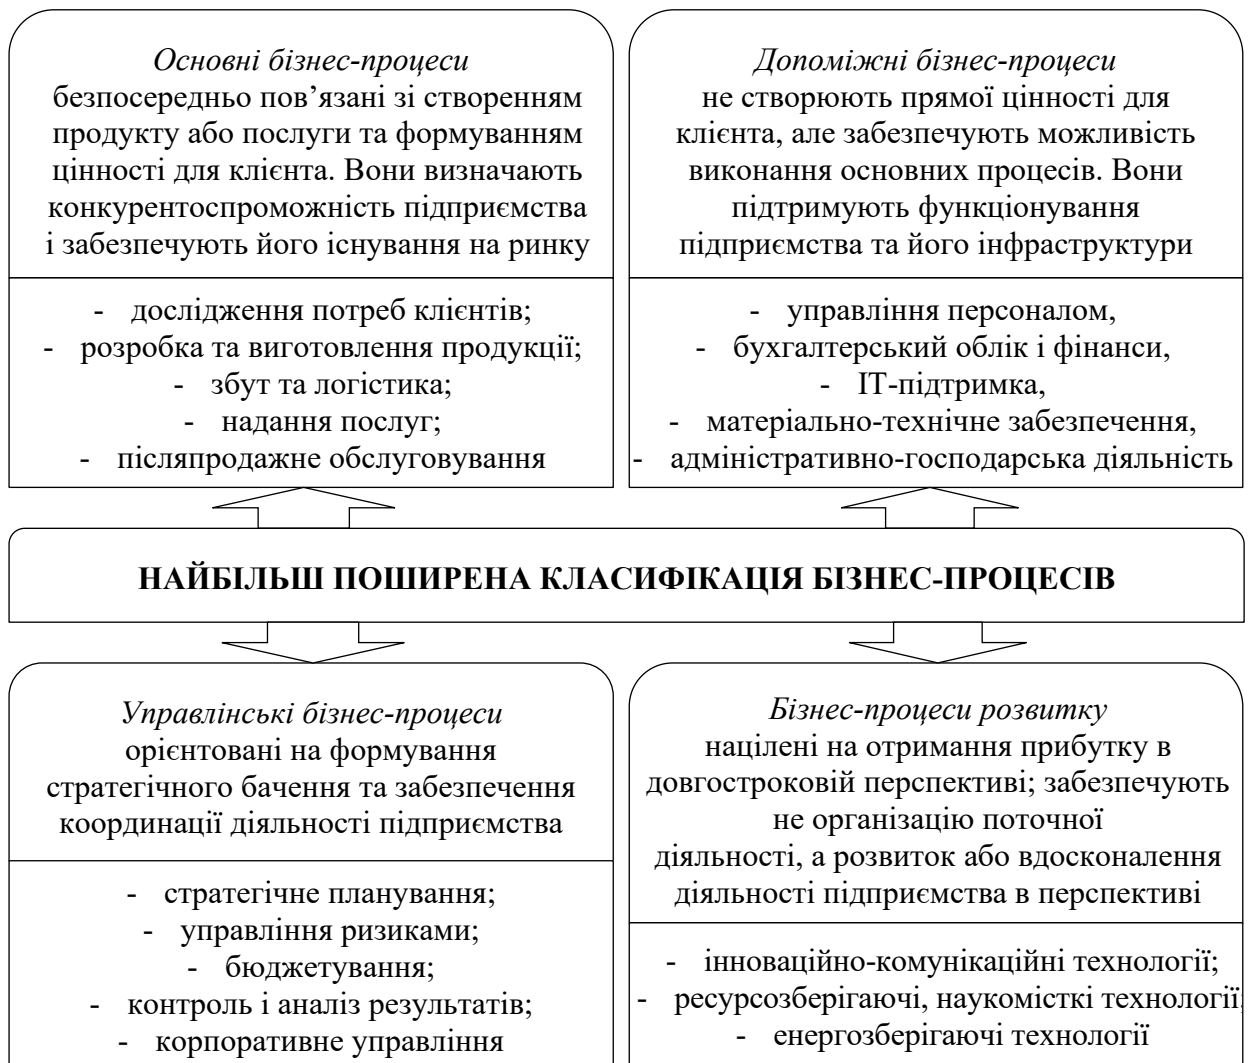 Основні бізнес-процеси
безпосередньо пов’язані зі створенням
продукту або послуги та формуванням
цінності для клієнта. Вони визначають
конкурентоспроможність підприємства
і забезпечують його існування на ринку
- дослідження потреб клієнтів;
- розробка та виготовлення продукції;
- збут та логістика;
- надання послуг;
- післяпродажне обслуговування
Допоміжні бізнес-процеси
не створюють прямої цінності для
клієнта, але забезпечують можливість
виконання основних процесів. Вони
підтримують функціонування
підприємства та його інфраструктури
- управління персоналом,
- бухгалтерський облік і фінанси,
- ІТ-підтримка,
- матеріально-технічне забезпечення,
- адміністративно-господарська діяльність
НАЙБІЛЬШ ПОШИРЕНА КЛАСИФІКАЦІЯ БІЗНЕС-ПРОЦЕСІВ
Управлінські бізнес-процеси
орієнтовані на формування
стратегічного бачення та забезпечення
координації діяльності підприємства
- стратегічне планування;
- управління ризиками;
- бюджетування;
- контроль і аналіз результатів;
- корпоративне управління
Бізнес-процеси розвитку
націлені на отримання прибутку в
довгостроковій перспективі; забезпечують
не організацію поточної
діяльності, а розвиток або вдосконалення
діяльності підприємства в перспективі
- інноваційно-комунікаційні технології;
- ресурсозберігаючі, наукомісткі технології;
- енергозберігаючі технології